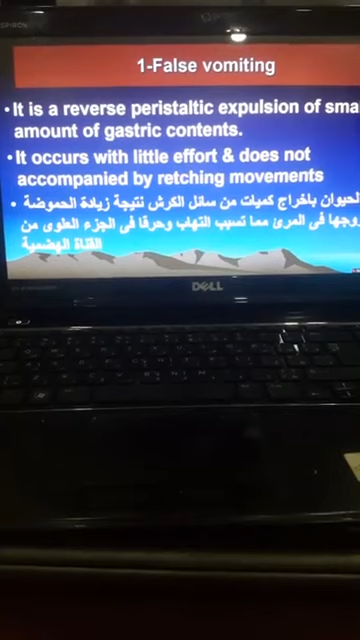 1-False vomiting
•It is a reverse peristaltic expulsion of sma
amount of gastric contents.
•It occurs with little effort & does not
accompanied by retching movements
• الحيوان باخراج كميات من سائل الكرش نتيجة زيادة الحموضة
وجها فى المرئ مما تسبب التهاب وحرقا فى الجزء العلوى من
القناة الهضمية
DELL